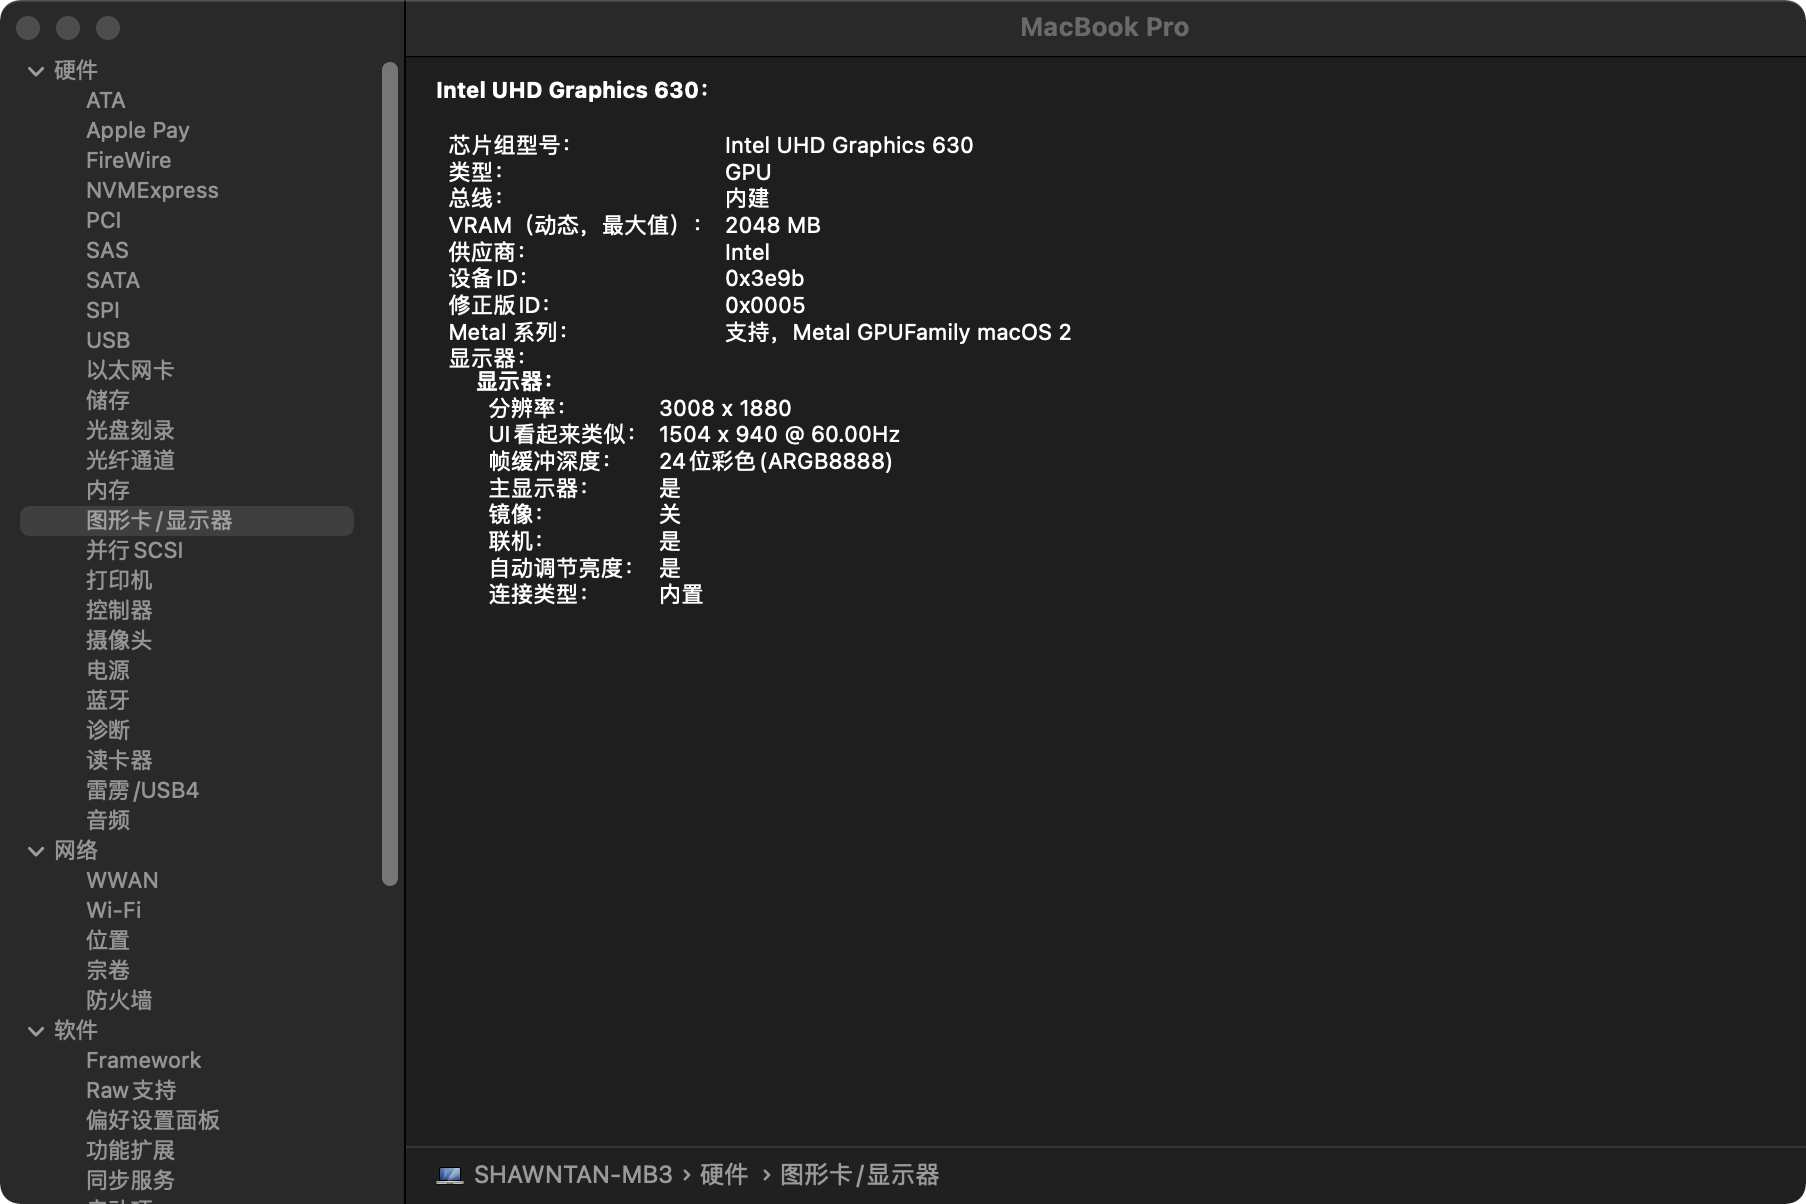 MacBook Pro
硬件
ATA
Apple Pay
FireWire
NVMExpress
PCI
SAS
SATA
SPI
USB
以太网卡
储存
光盘刻录
光纤通道
内存
图形卡/显示器
并行SCSI
打印机
控制器
摄像头
电源
蓝牙
诊断
读卡器
雷雳/USB4
音频
网络
WWAN
Wi-Fi
位置
宗卷
防火墙
软件
Framework
Raw支持
偏好设置面板
功能扩展
同步服务
Intel UHD Graphics 630:
芯片组型号: Intel UHD Graphics 630
类型: GPU
总线: 内建
VRAM（动态，最大值）: 2048 MB
供应商: Intel
设备ID: 0x3e9b
修正版ID: 0x0005
Metal 系列: 支持，Metal GPUFamily macOS 2
显示器:
显示器:
分辨率: 3008 x 1880
UI看起来类似: 1504 x 940 @ 60.00Hz
帧缓冲深度: 24位彩色(ARGB8888)
主显示器: 是
镜像: 关
联机: 是
自动调节亮度: 是
连接类型: 内置
SHAWNTAN-MB3 › 硬件 › 图形卡/显示器